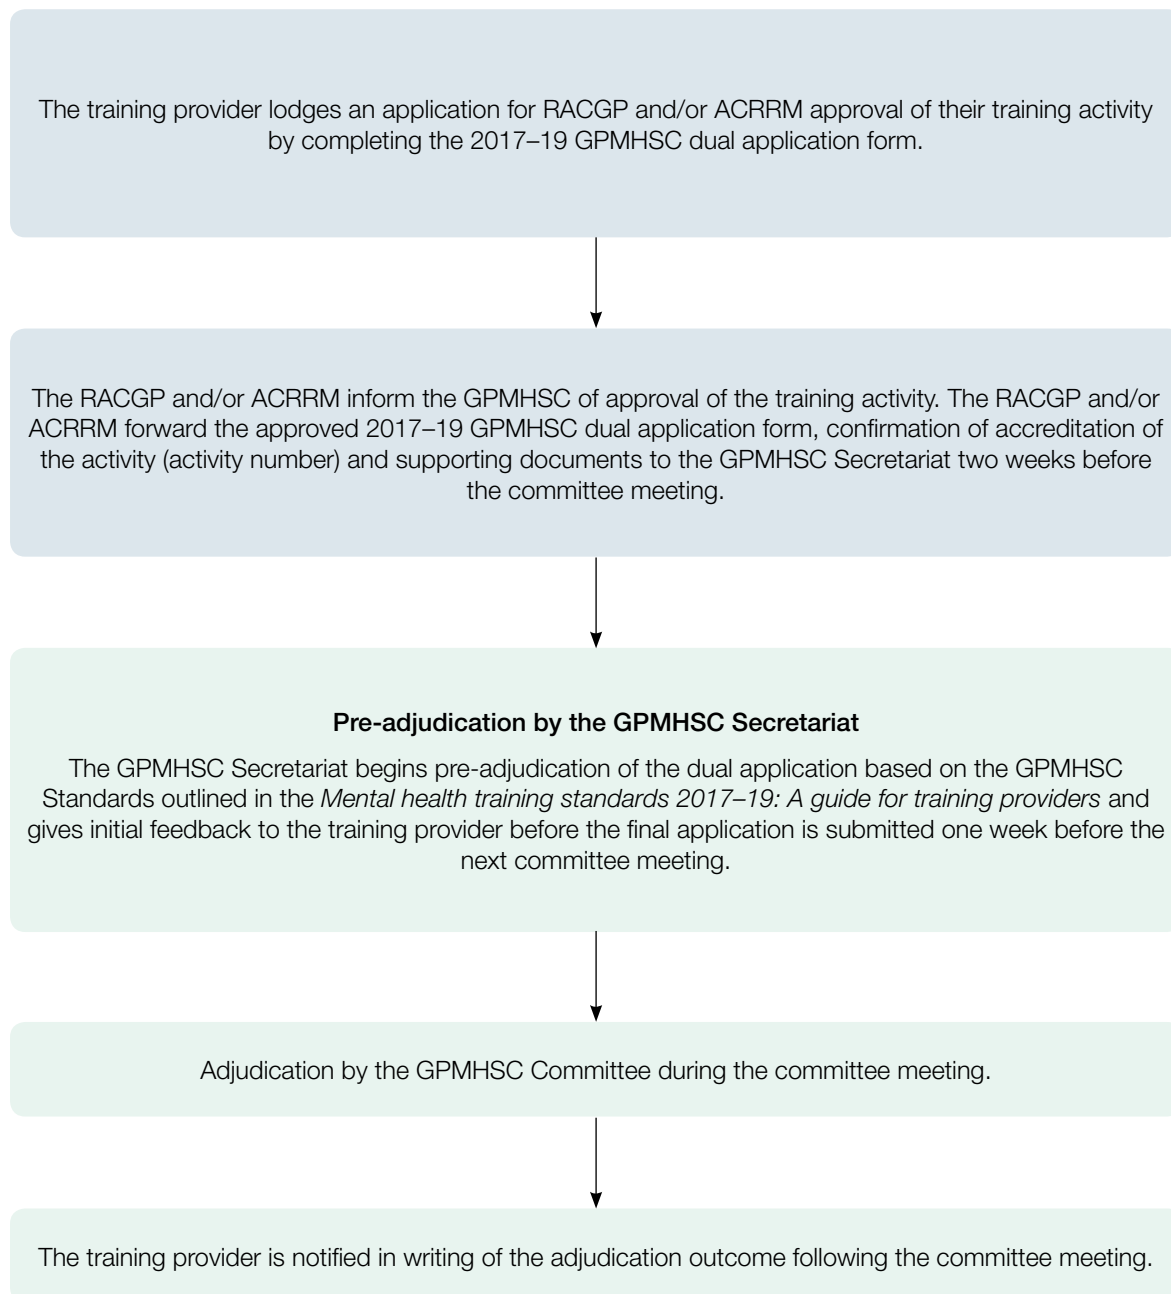 The training provider lodges an application for RACGP and/or ACRRM approval of their training activity
by completing the 2017–19 GPMHSC dual application form.
The RACGP and/or ACRRM inform the GPMHSC of approval of the training activity. The RACGP and/or
ACRRM forward the approved 2017–19 GPMHSC dual application form, confirmation of accreditation of
the activity (activity number) and supporting documents to the GPMHSC Secretariat two weeks before
the committee meeting.
Pre-adjudication by the GPMHSC Secretariat
The GPMHSC Secretariat begins pre-adjudication of the dual application based on the GPMHSC
Standards outlined in the Mental health training standards 2017–19: A guide for training providers and
gives initial feedback to the training provider before the final application is submitted one week before the
next committee meeting.
Adjudication by the GPMHSC Committee during the committee meeting.
The training provider is notified in writing of the adjudication outcome following the committee meeting.